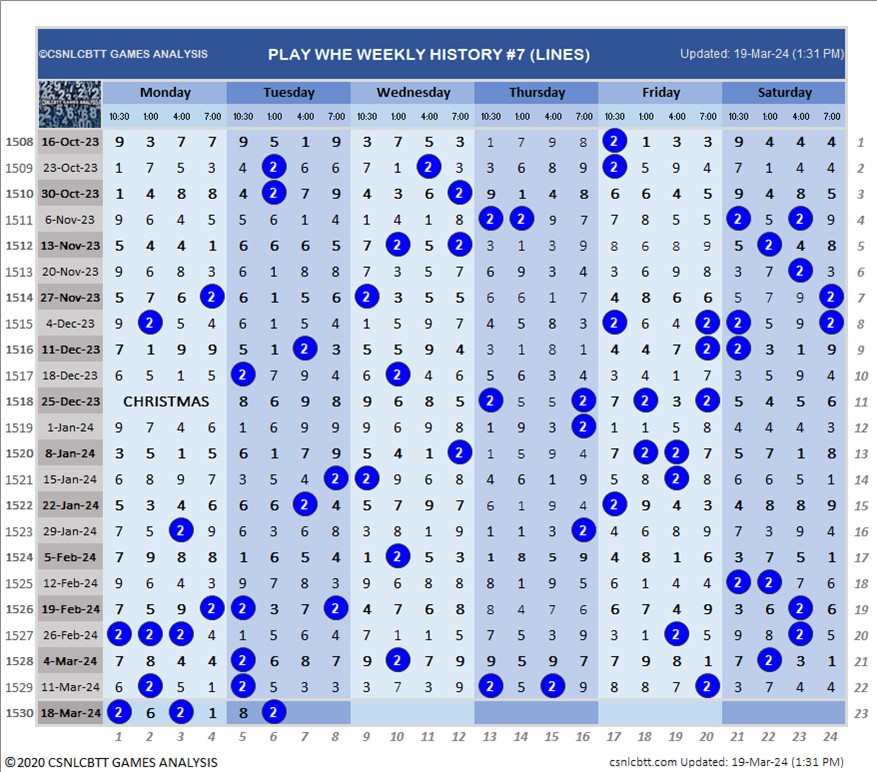 ©CSNLCBTT GAMES ANALYSIS PLAY WHE WEEKLY HISTORY #7 (LINES) Updated: 19-Mar-24 (1:31 PM)
CSNLCBTT GAMES ANALYSIS
Monday Tuesday Wednesday Thursday Friday Saturday
10:30 1:00 4:00 7:00 10:30 1:00 4:00 7:00 10:30 1:00 4:00 7:00 10:30 1:00 4:00 7:00 10:30 1:00 4:00 7:00 10:30 1:00 4:00 7:00
1508 16-Oct-23 9 3 7 7 9 5 1 9 3 7 5 3 1 7 9 8 2 1 3 3 9 4 4 4 1
1509 23-Oct-23 1 7 5 3 4 2 6 6 7 1 2 3 3 6 8 9 2 5 9 4 7 1 4 4 2
1510 30-Oct-23 1 4 8 8 4 2 7 9 4 3 6 2 9 1 4 8 6 6 4 5 9 4 8 5 3
1511 6-Nov-23 9 6 4 5 5 6 1 4 1 4 1 8 2 2 9 7 7 8 5 5 2 5 2 9 4
1512 13-Nov-23 5 4 4 1 6 6 6 5 7 2 5 2 3 1 3 9 8 6 8 9 5 2 4 8 5
1513 20-Nov-23 9 6 8 3 6 1 8 8 7 3 5 7 6 9 3 4 3 6 9 8 3 7 2 3 6
1514 27-Nov-23 5 7 6 2 6 1 5 6 2 3 5 5 6 6 1 7 4 8 6 6 5 7 9 2 7
1515 4-Dec-23 9 2 5 4 6 1 5 4 1 5 9 7 4 5 8 3 2 6 4 2 2 5 9 2 8
1516 11-Dec-23 7 1 9 9 5 1 2 3 5 5 9 4 3 1 8 1 4 4 7 2 2 3 1 9 9
1517 18-Dec-23 6 5 1 5 2 7 9 4 6 2 4 6 5 6 3 4 3 4 1 7 3 5 9 4 10
1518 25-Dec-23 CHRISTMAS 8 6 9 8 9 6 8 5 2 5 5 2 7 2 3 2 5 4 5 6 11
1519 1-Jan-24 9 7 4 6 1 6 9 9 9 6 9 8 1 9 3 2 1 1 5 8 4 4 4 3 12
1520 8-Jan-24 3 5 1 5 6 1 7 9 5 4 1 2 1 5 9 4 7 2 2 7 5 7 1 8 13
1521 15-Jan-24 6 8 9 7 3 5 4 2 2 9 1 4 4 6 1 9 5 8 2 8 6 6 5 1 14
1522 22-Jan-24 5 3 4 6 6 6 2 4 5 7 9 7 6 1 9 4 2 9 4 3 4 8 8 9 15
1523 29-Jan-24 7 5 2 9 6 3 6 8 3 8 1 9 9 1 1 2 4 6 8 9 7 3 9 4 16
1524 5-Feb-24 7 9 8 8 1 6 5 4 1 2 5 3 1 8 5 9 4 8 1 6 3 7 5 1 17
1525 12-Feb-24 9 6 4 3 9 7 8 3 9 6 8 8 8 1 9 5 6 1 4 4 2 2 7 6 18
1526 19-Feb-24 7 5 9 2 2 3 7 2 4 7 6 8 8 4 7 6 6 7 4 9 3 6 2 6 19
1527 26-Feb-24 2 2 2 4 1 5 6 4 7 1 1 5 7 5 3 9 3 1 2 5 9 8 2 5 20
1528 4-Mar-24 7 8 4 4 2 6 8 7 9 2 7 9 9 5 9 7 7 9 8 1 7 2 3 1 21
1529 11-Mar-24 6 2 5 1 2 5 3 3 3 7 3 9 2 5 2 9 8 8 7 2 3 7 4 4 22
1530 18-Mar-24 2 6 2 1 8 2 23
1 2 3 4 5 6 7 8 9 10 11 12 13 14 15 16 17 18 19 20 21 22 23 24
©2020 CSNLCBTT GAMES ANALYSIS csnlcbtt.com Updated: 19-Mar-24 (1:31 PM)